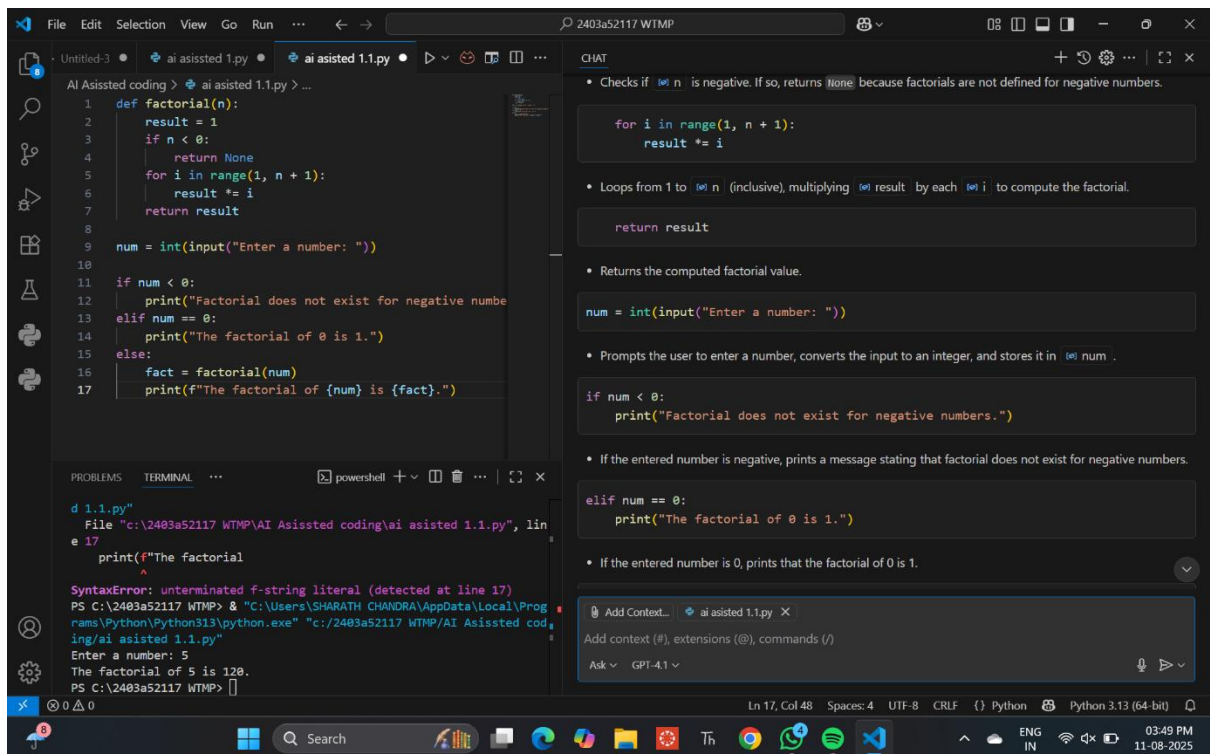 File Edit Selection View Go Run ··· ← → 2403a52117 WTMP
Untitled-3 ● ai asissted 1.py ● ai asisted 1.1.py ●
AI Asissted coding > ai asisted 1.1.py > ...
1 def factorial(n):
2 result = 1
3 if n < 0:
4 return None
5 for i in range(1, n + 1):
6 result *= i
7 return result
8
9 num = int(input("Enter a number: "))
10
11 if num < 0:
12 print("Factorial does not exist for negative numbe
13 elif num == 0:
14 print("The factorial of 0 is 1.")
15 else:
16 fact = factorial(num)
17 print(f"The factorial of {num} is {fact}.")
PROBLEMS TERMINAL ··· powershell
d 1.1.py"
File "c:\2403a52117 WTMP\AI Asissted coding\ai asisted 1.1.py", lin
e 17
print(f"The factorial
^
SyntaxError: unterminated f-string literal (detected at line 17)
PS C:\2403a52117 WTMP> & "C:\Users\SHARATH CHANDRA\AppData\Local\Prog
rams\Python\Python313\python.exe" "c:/2403a52117 WTMP/AI Asissted cod
ing/ai asisted 1.1.py"
Enter a number: 5
The factorial of 5 is 120.
PS C:\2403a52117 WTMP>
CHAT
• Checks if n is negative. If so, returns None because factorials are not defined for negative numbers.
for i in range(1, n + 1):
result *= i
• Loops from 1 to n (inclusive), multiplying result by each i to compute the factorial.
return result
• Returns the computed factorial value.
num = int(input("Enter a number: "))
• Prompts the user to enter a number, converts the input to an integer, and stores it in num .
if num < 0:
print("Factorial does not exist for negative numbers.")
• If the entered number is negative, prints a message stating that factorial does not exist for negative numbers.
elif num == 0:
print("The factorial of 0 is 1.")
• If the entered number is 0, prints that the factorial of 0 is 1.
Add Context... ai asisted 1.1.py ×
Add context (#), extensions (@), commands (/)
Ask GPT-4.1
0 0 Ln 17, Col 48 Spaces: 4 UTF-8 CRLF {} Python Python 3.13 (64-bit)
8 Search ENG 03:49 PM
IN 11-08-2025